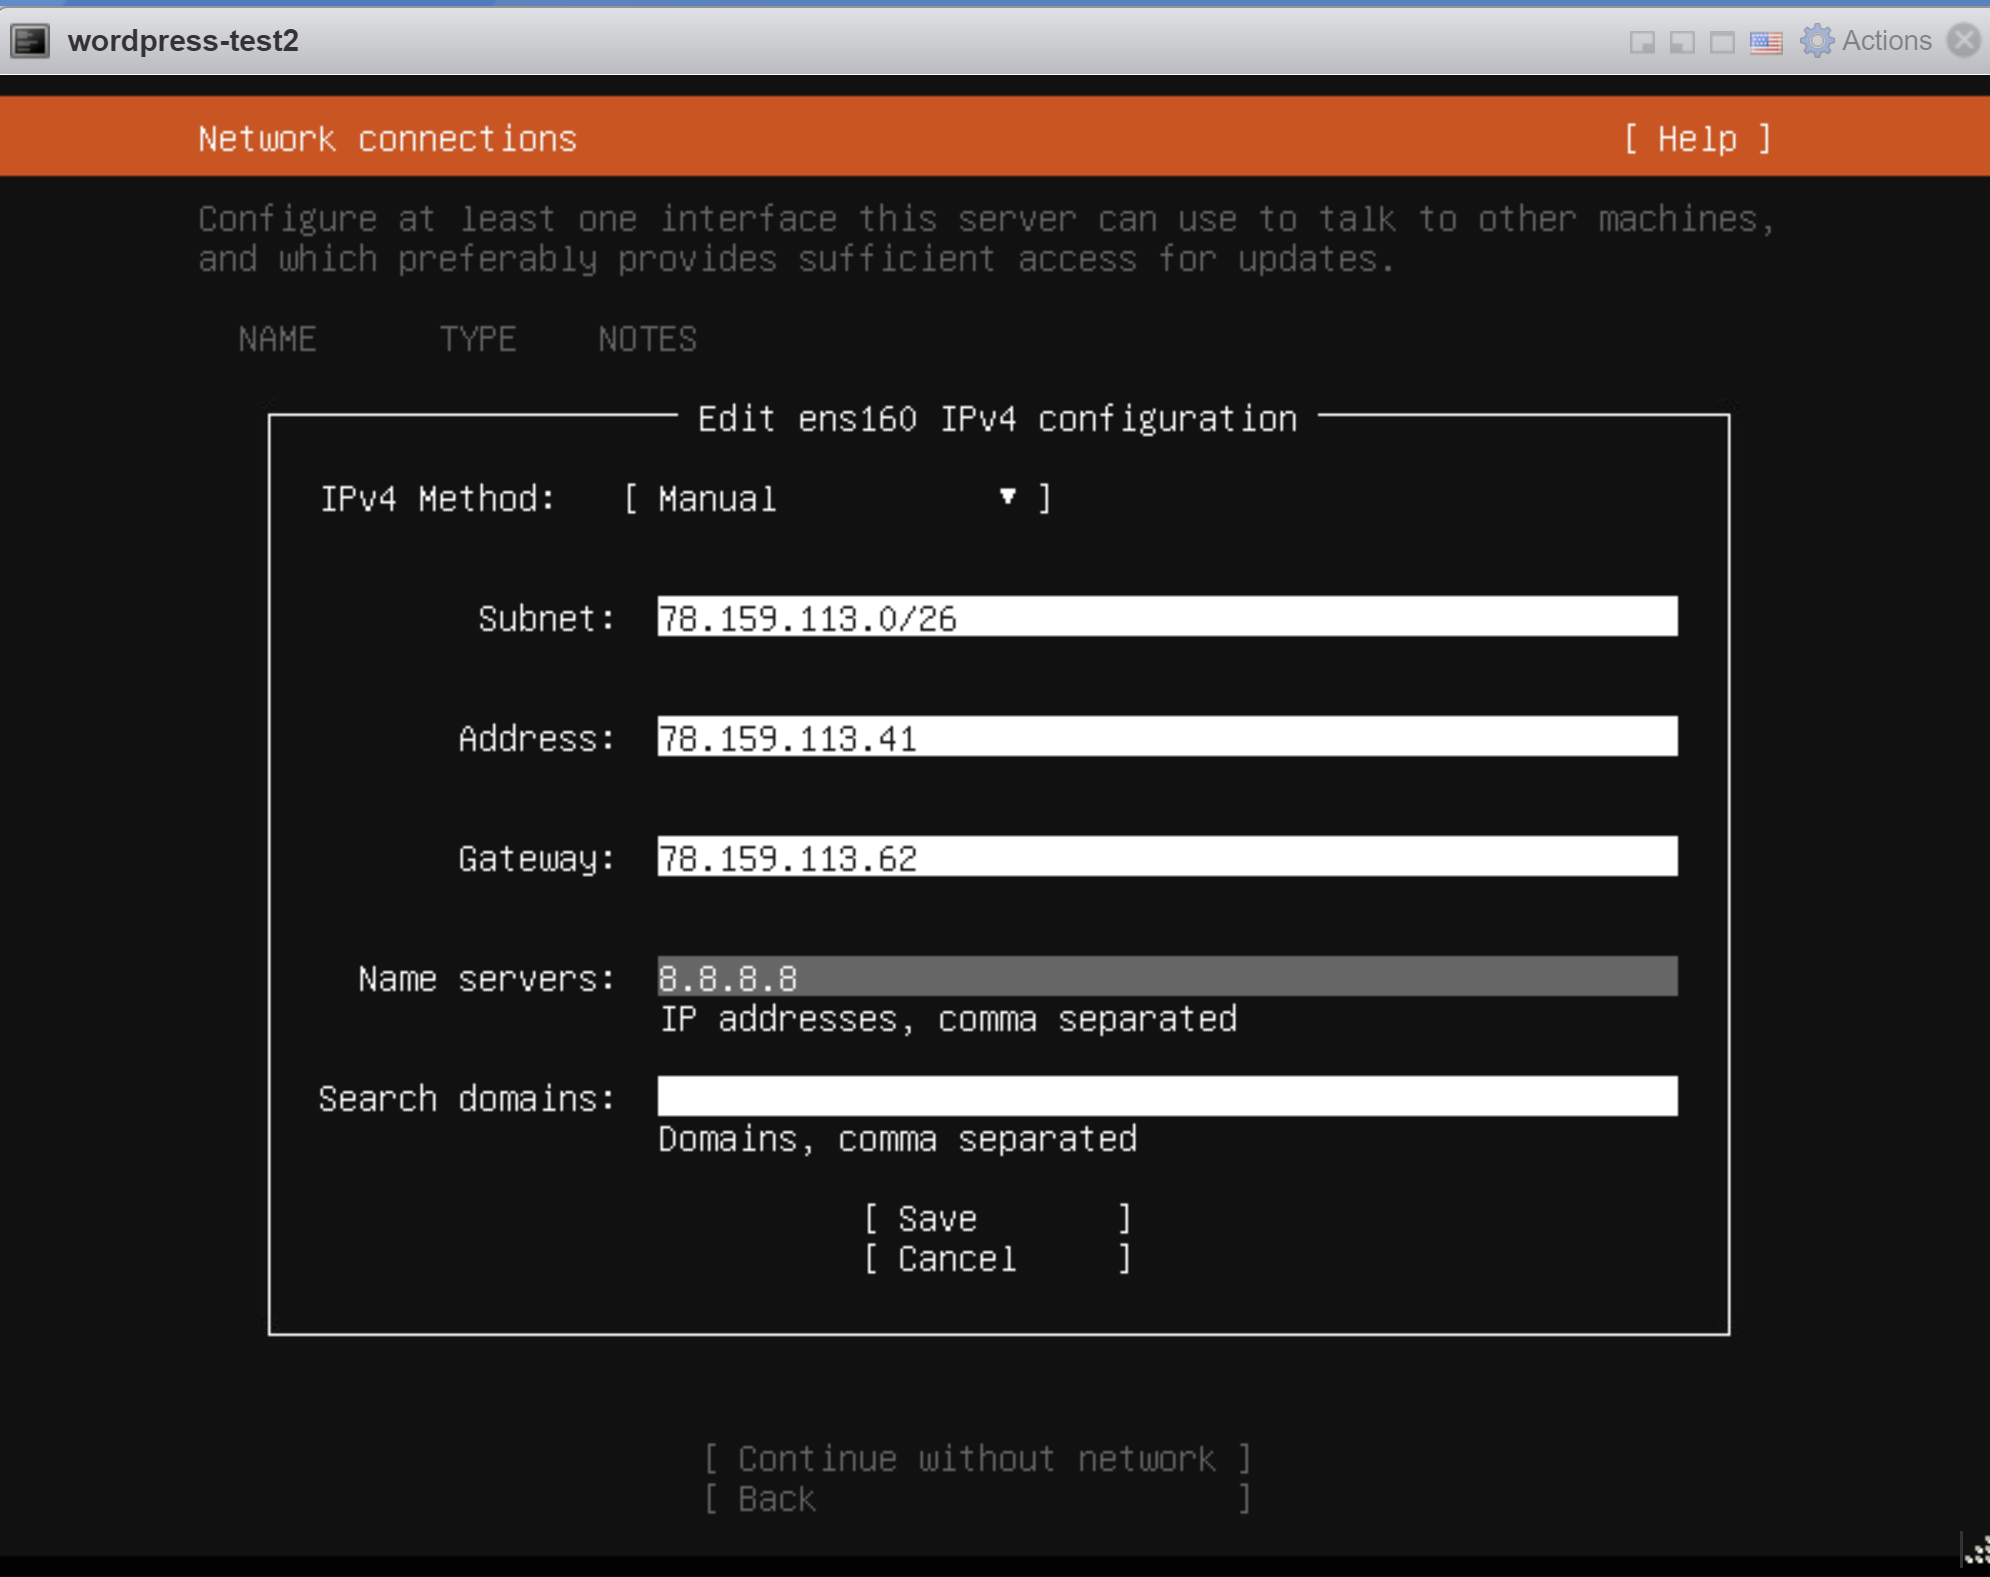 wordpress-test2
Actions
Network connections [ Help ]
Configure at least one interface this server can use to talk to other machines,
and which preferably provides sufficient access for updates.
NAME TYPE NOTES
Edit ens160 IPv4 configuration
IPv4 Method: [ Manual ▼ ]
Subnet: 78.159.113.0/26
Address: 78.159.113.41
Gateway: 78.159.113.62
Name servers: 8.8.8.8
IP addresses, comma separated
Search domains:
Domains, comma separated
[ Save ]
[ Cancel ]
[ Continue without network ]
[ Back ]